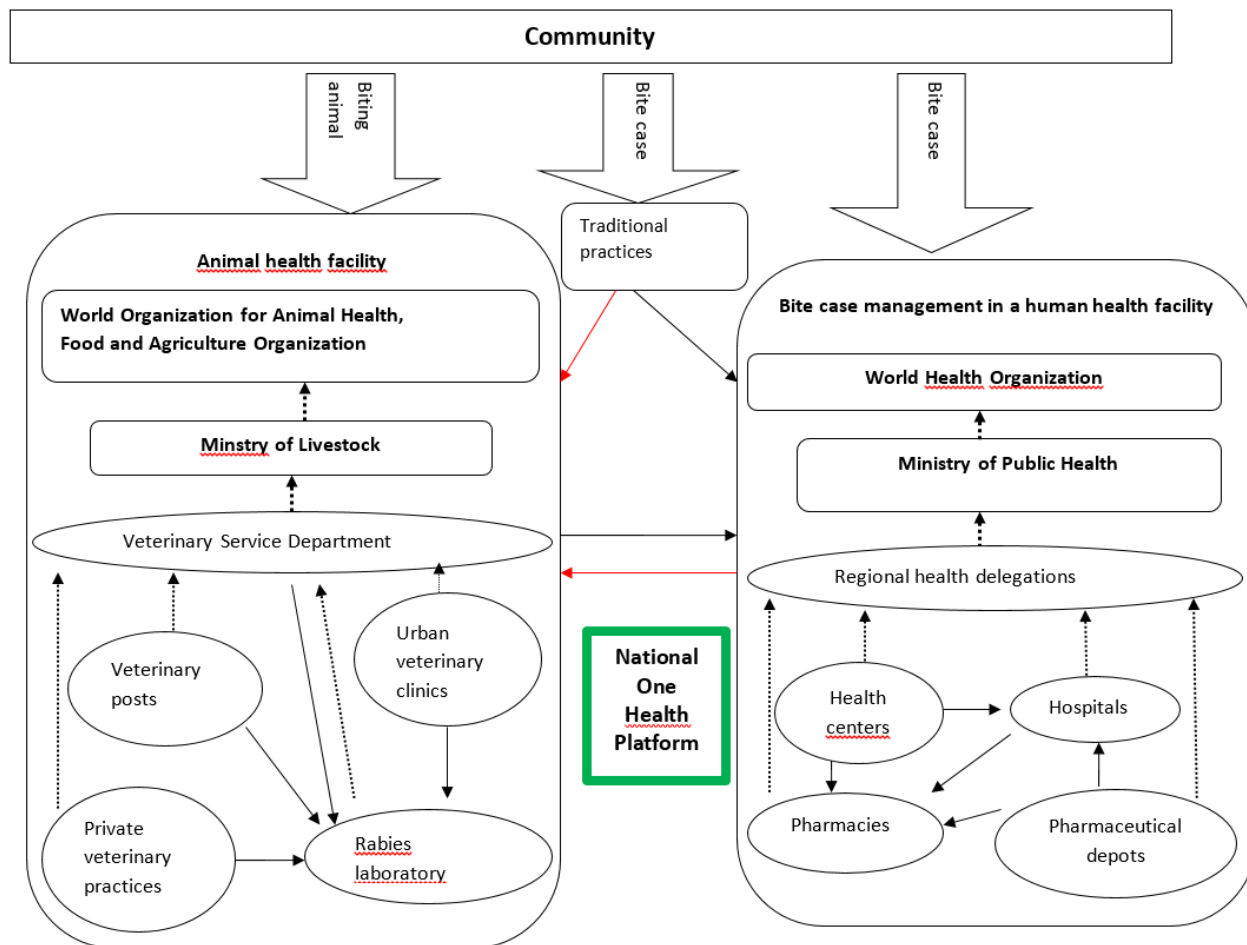 Community
Biting
animal
Bite case
Bite case
Traditional
practices
Animal health facility
World Organization for Animal Health,
Food and Agriculture Organization
Minstry of Livestock
Veterinary Service Department
Veterinary
posts
Urban
veterinary
clinics
Private
veterinary
practices
Rabies
laboratory
National
One
Health
Platform
Bite case management in a human health facility
World Health Organization
Ministry of Public Health
Regional health delegations
Health
centers
Hospitals
Pharmacies
Pharmaceutical
depots